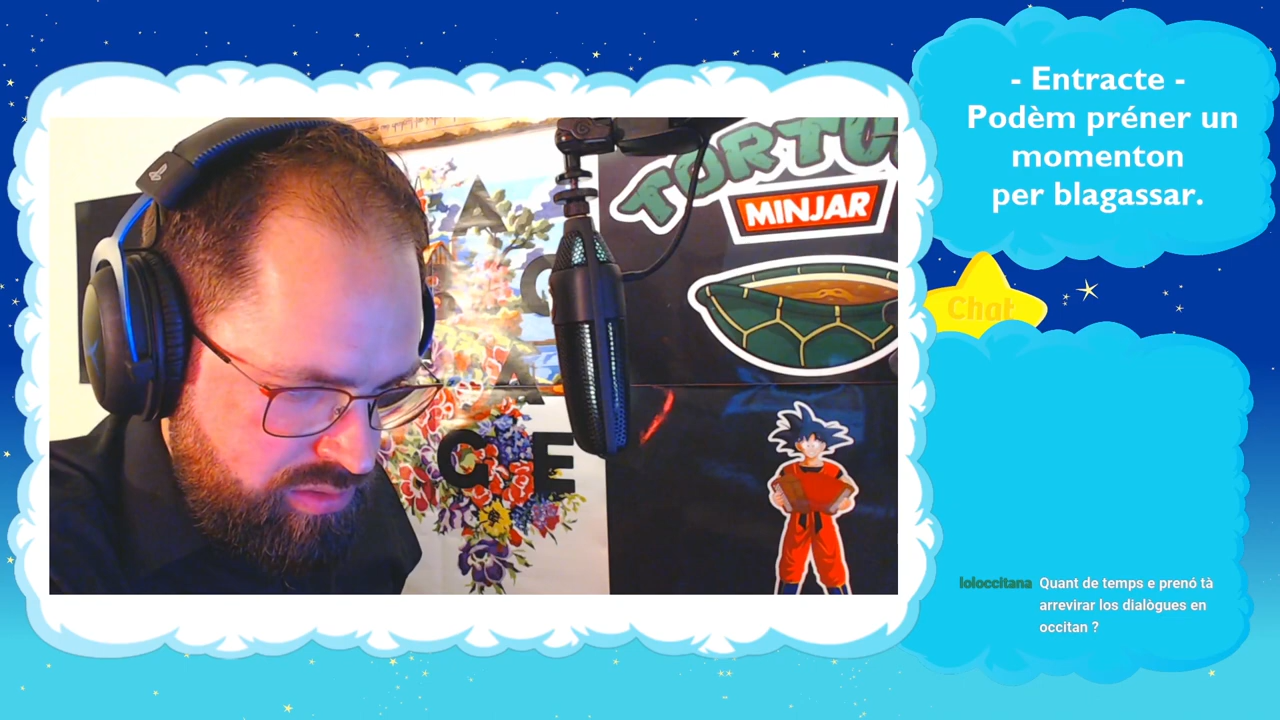 - Entracte -
Podèm préner un
momenton
per blagassar.
Chat
TORTU
MINJAR
A
G
A
G E
loloccitana Quant de temps e prenó tà
arrevirar los dialògues en
occitan ?